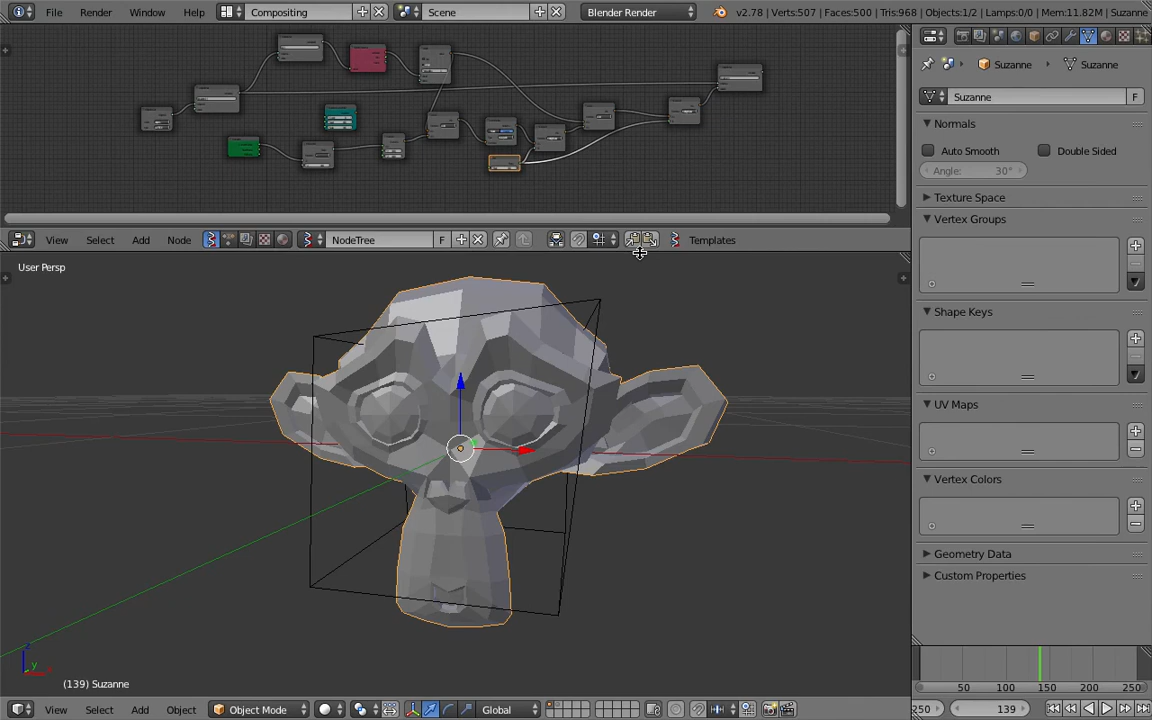 File Render Window Help Compositing Scene Blender Render v2.78 | Verts:507 | Faces:500 | Tris:968 | Objects:1/2 | Lamps:0/0 | Mem:11.82M | Suzanne
Suzanne Suzanne
Suzanne F
Normals
Auto Smooth Double Sided
Angle: 30°
Texture Space
Vertex Groups
View Select Add Node NodeTree F Templates
User Persp
Shape Keys
UV Maps
Vertex Colors
Geometry Data
Custom Properties
z
y x
(139) Suzanne
50 100 150 200 250
View Select Add Object Object Mode Global 250 139